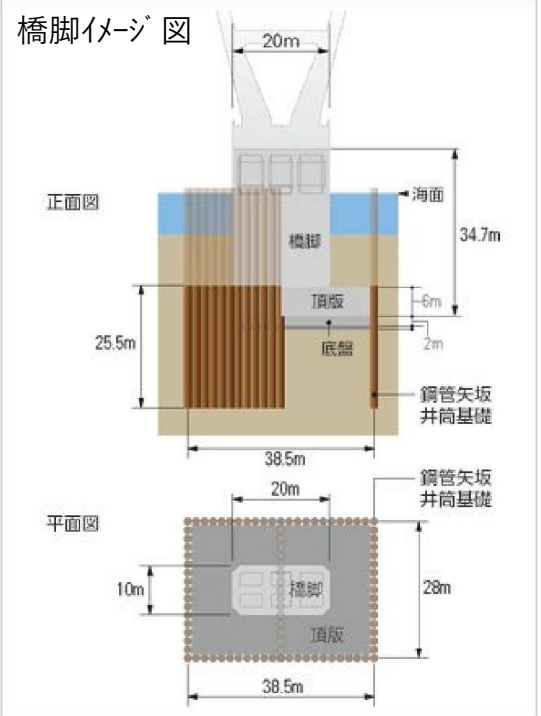 橋脚ｲﾒｰｼﾞ図
20m
正面図
海面
橋脚
34.7m
頂版
6m
25.5m
底盤
2m
鋼管矢坂
井筒基礎
38.5m
20m
鋼管矢坂
井筒基礎
平面図
10m
橋脚
28m
頂版
38.5m